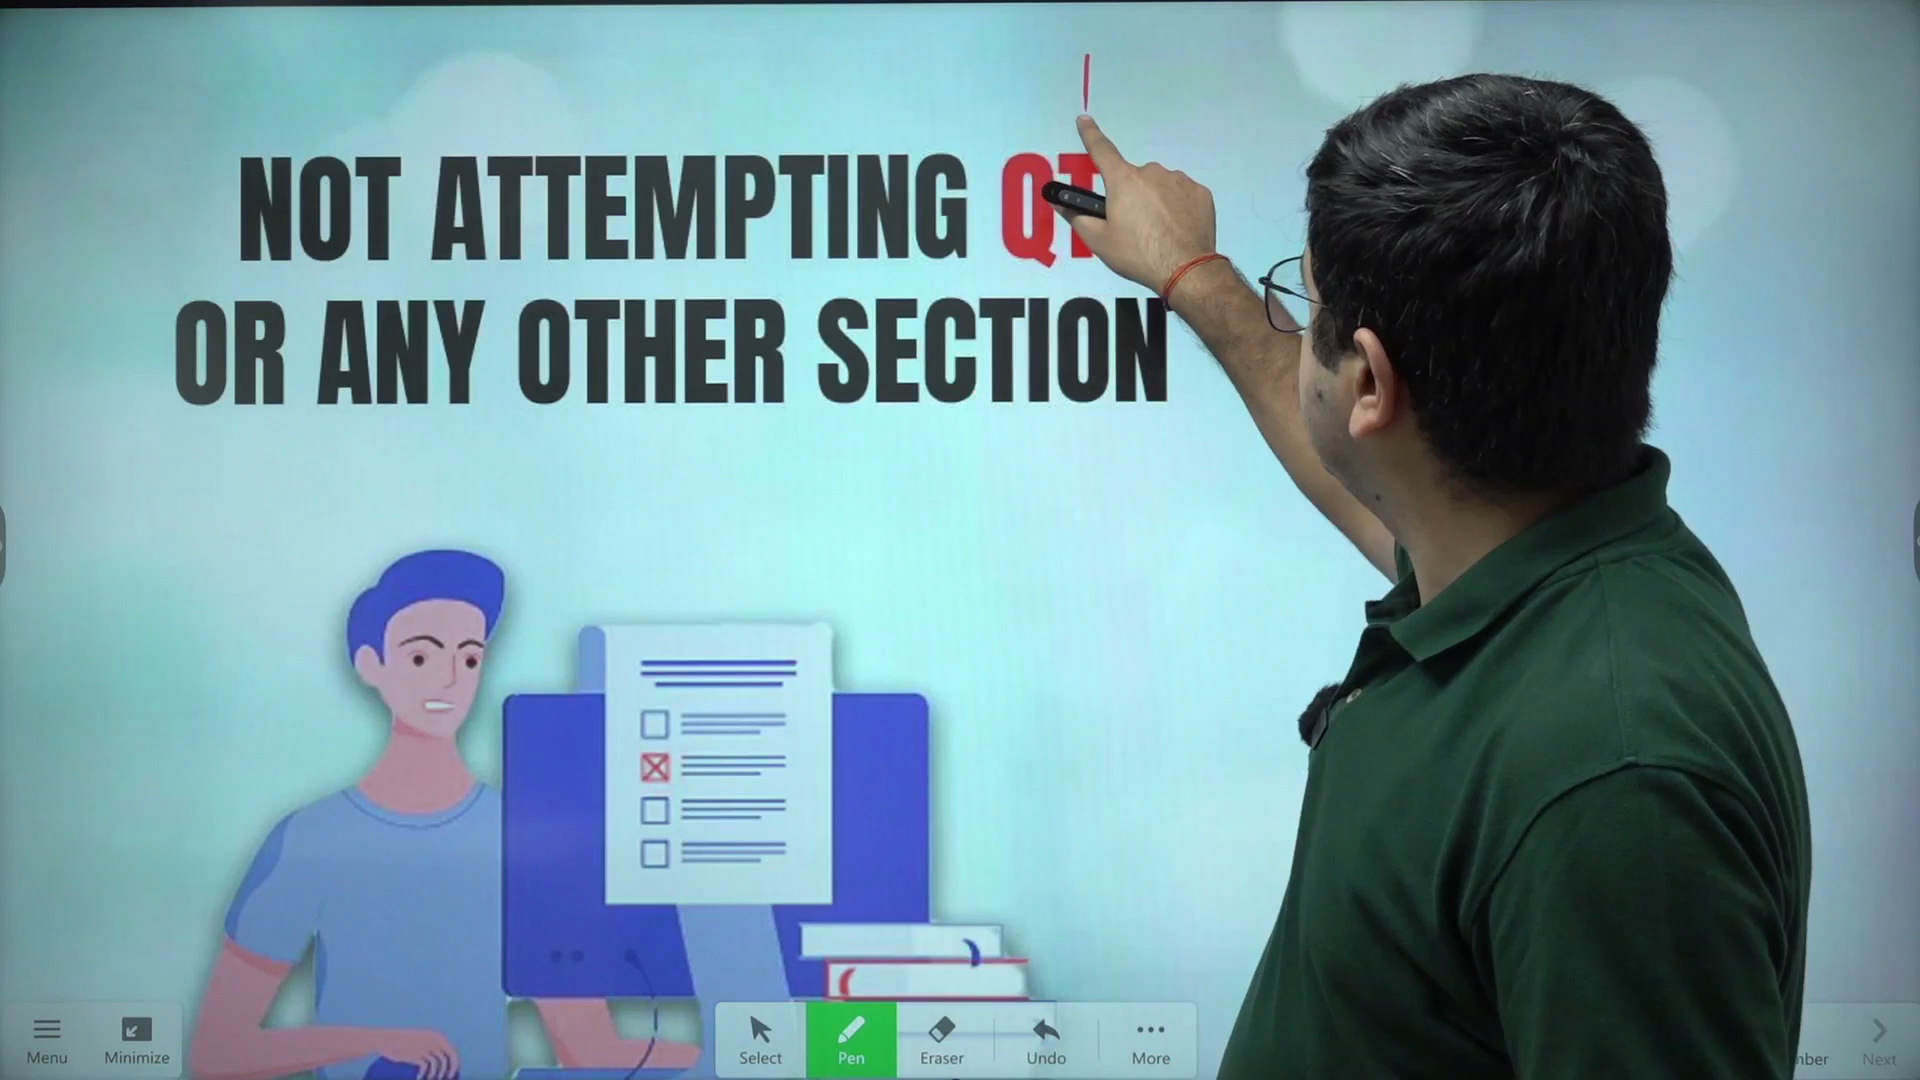 NOT ATTEMPTING QT
OR ANY OTHER SECTION
Menu
Minimize
Select
Pen
Eraser
Undo
More
Next